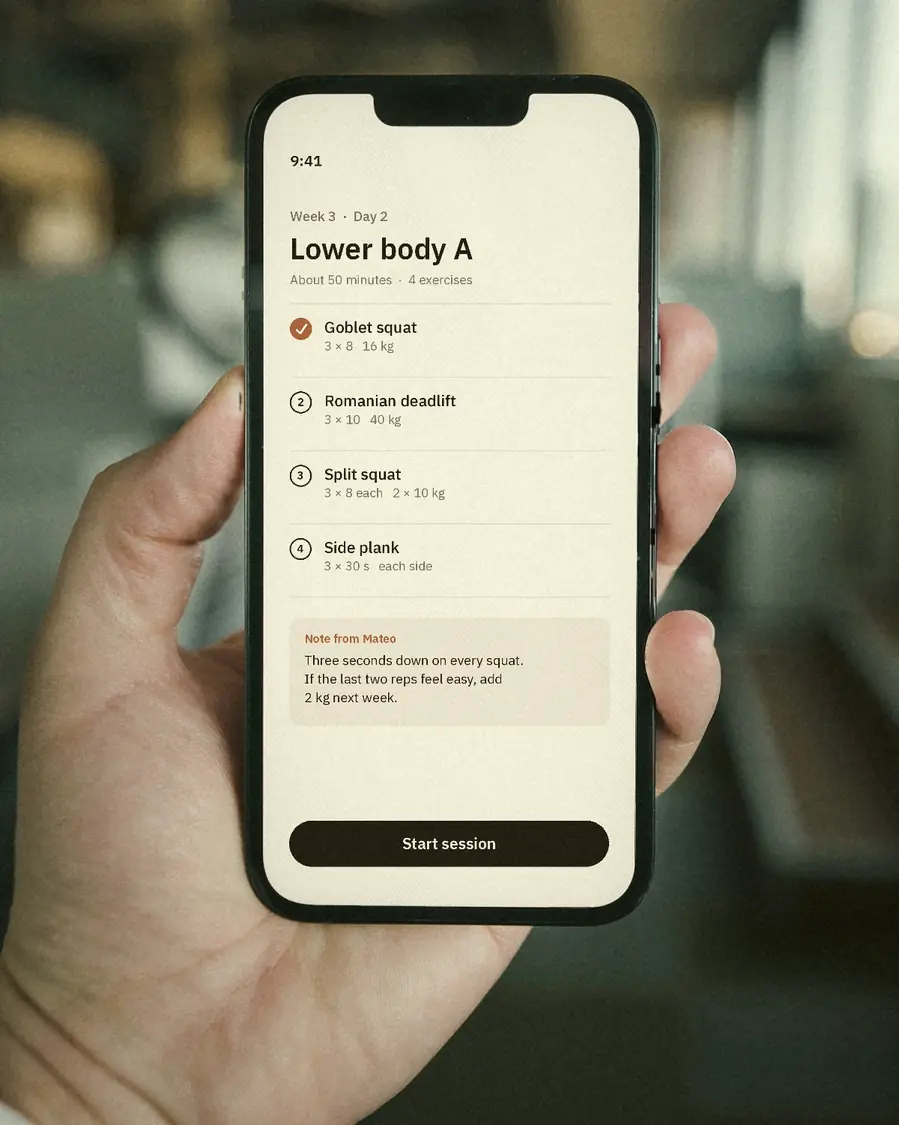 9:41
Week 3 · Day 2
Lower body A
About 50 minutes · 4 exercises
Goblet squat
3 × 8 16 kg
2 Romanian deadlift
3 × 10 40 kg
3 Split squat
3 × 8 each 2 × 10 kg
4 Side plank
3 × 30 s each side
Note from Mateo
Three seconds down on every squat.
If the last two reps feel easy, add
2 kg next week.
Start session